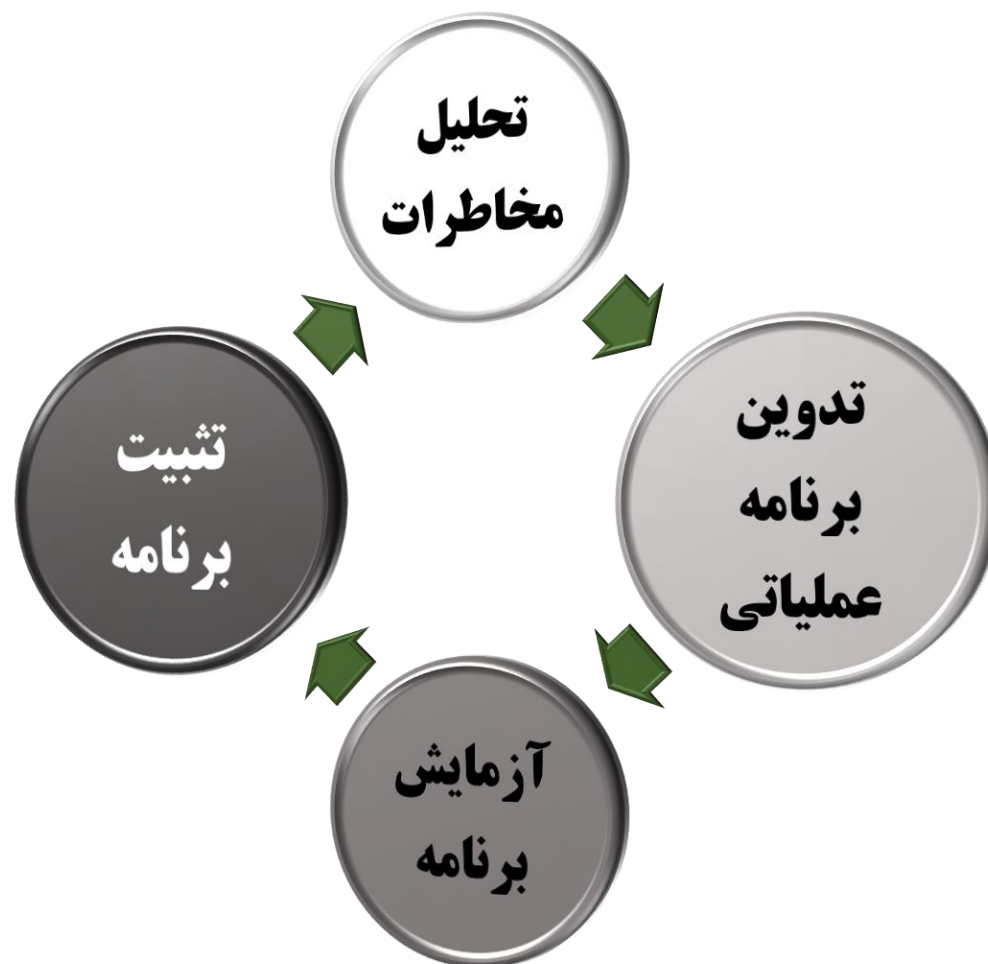 تحلیل
مخاطرات
تدوین
برنامه
عملیاتی
آزمایش
برنامه
تثبیت
برنامه